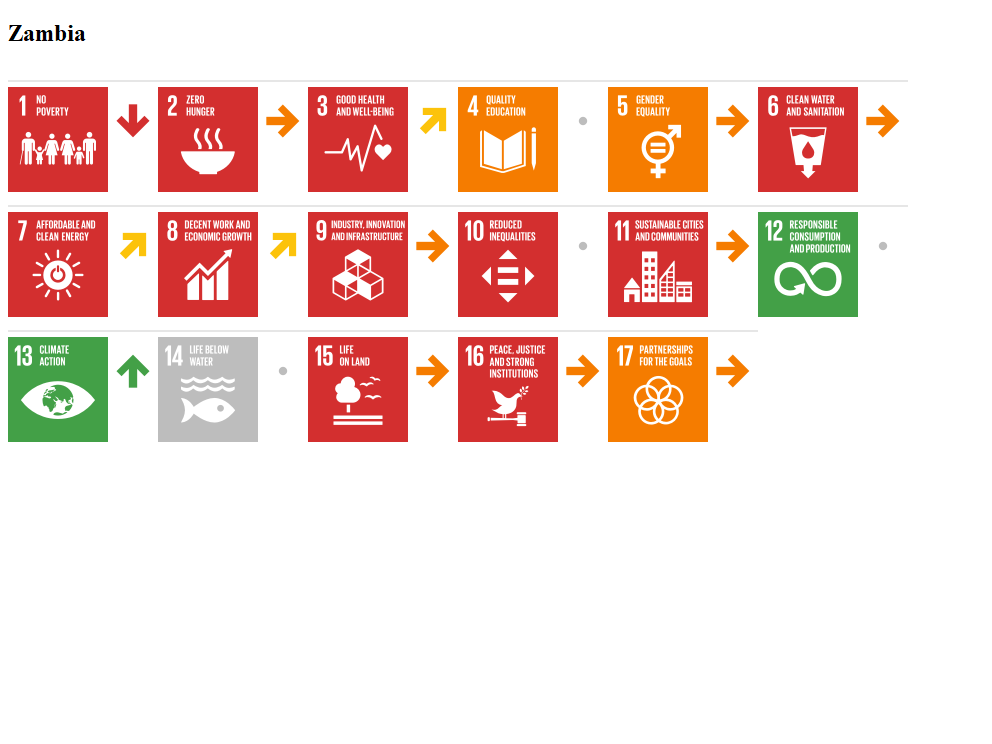 Zambia
1 NO
POVERTY
2 ZERO
HUNGER
3 GOOD HEALTH
AND WELL-BEING
4 QUALITY
EDUCATION
5 GENDER
EQUALITY
6 CLEAN WATER
AND SANITATION
7 AFFORDABLE AND
CLEAN ENERGY
8 DECENT WORK AND
ECONOMIC GROWTH
9 INDUSTRY, INNOVATION
AND INFRASTRUCTURE
10 REDUCED
INEQUALITIES
11 SUSTAINABLE CITIES
AND COMMUNITIES
12 RESPONSIBLE
CONSUMPTION
AND PRODUCTION
13 CLIMATE
ACTION
14 LIFE BELOW
WATER
15 LIFE
ON LAND
16 PEACE, JUSTICE
AND STRONG
INSTITUTIONS
17 PARTNERSHIPS
FOR THE GOALS